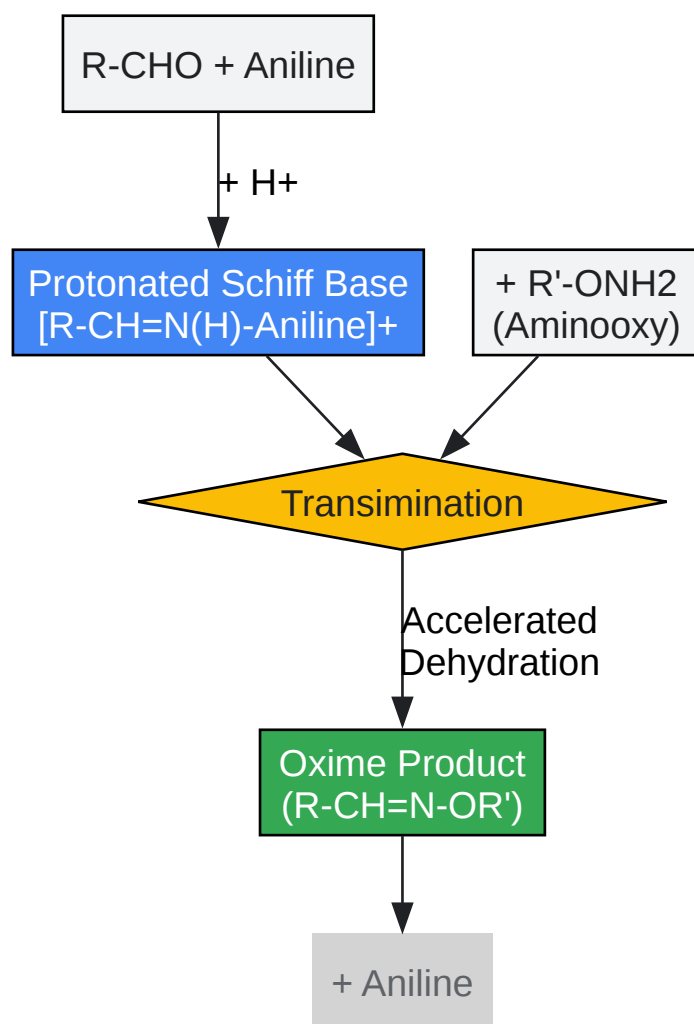 R-CHO + Aniline
+ H+
Protonated Schiff Base
[R-CH=N(H)-Aniline]+
+ R'-ONH2
(Aminooxy)
Transimination
Accelerated
Dehydration
Oxime Product
(R-CH=N-OR')
+ Aniline